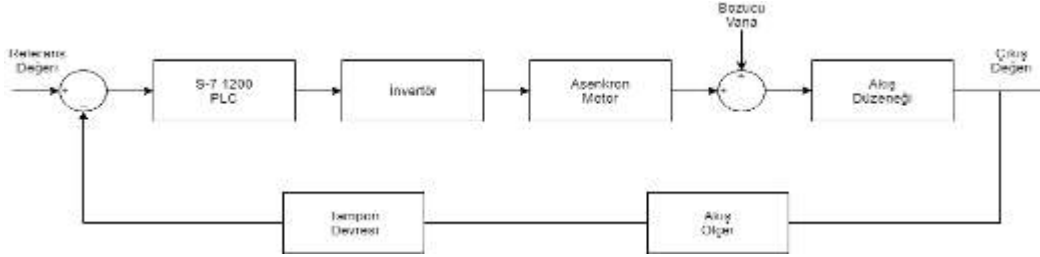 Bozucu
Vana
Referans
Değeri
Çıkış
Değeri
S-7 1200
PLC
İnvertör
Asenkron
Motor
Akış
Düzeneği
+
-
+
+
Tampon
Devresi
Akış
Ölçer